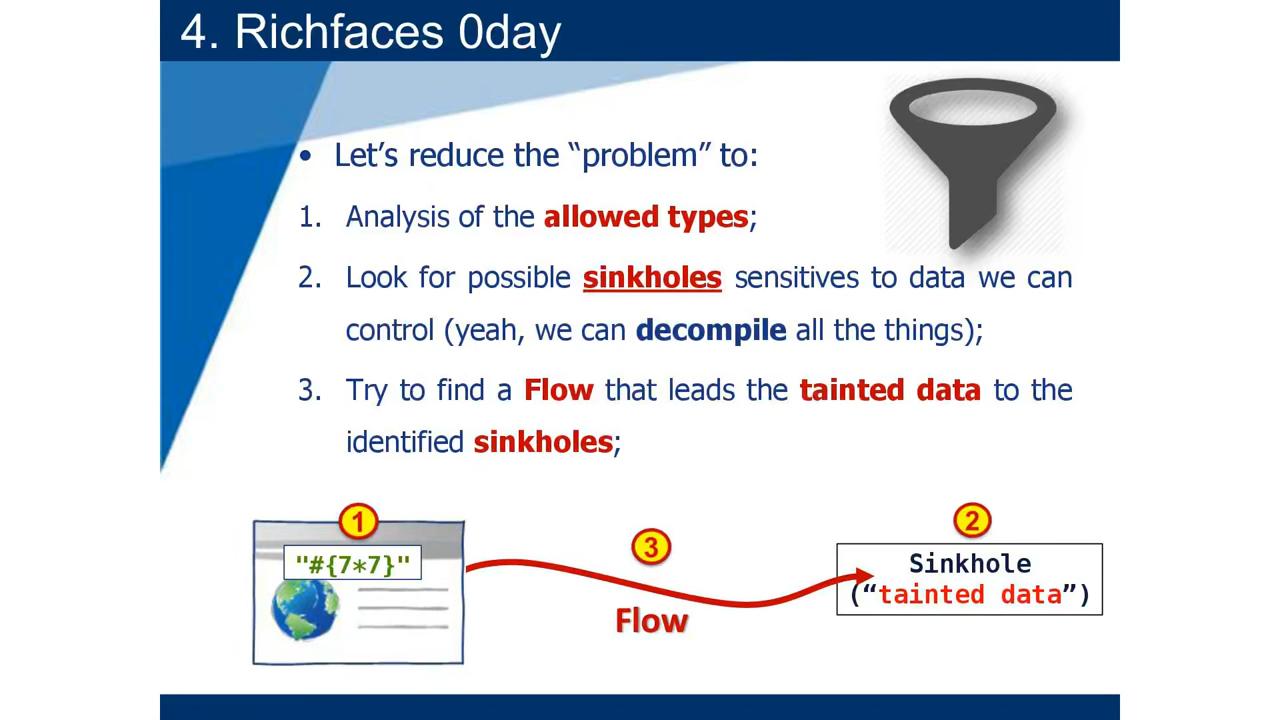 4. Richfaces 0day
• Let’s reduce the “problem” to:
1. Analysis of the allowed types;
2. Look for possible sinkholes sensitives to data we can
control (yeah, we can decompile all the things);
3. Try to find a Flow that leads the tainted data to the
identified sinkholes;
1
2
3
"#{7*7}"
Sinkhole
(“tainted data”)
Flow